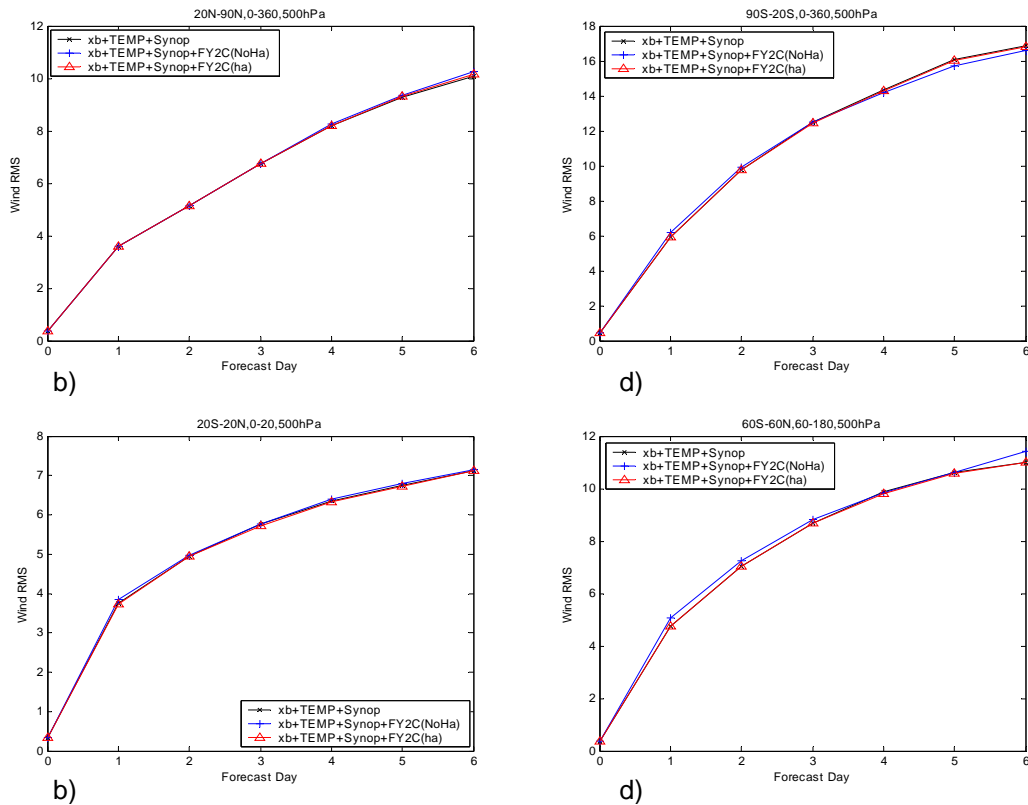 20N-90N,0-360,500hPa
xb+TEMP+Synop
xb+TEMP+Synop+FY2C(NoHa)
xb+TEMP+Synop+FY2C(ha)
Wind RMS
12
10
8
6
4
2
0
0 1 2 3 4 5 6
Forecast Day
b)
90S-20S,0-360,500hPa
xb+TEMP+Synop
xb+TEMP+Synop+FY2C(NoHa)
xb+TEMP+Synop+FY2C(ha)
Wind RMS
18
16
14
12
10
8
6
4
2
0
0 1 2 3 4 5 6
Forecast Day
d)
20S-20N,0-20,500hPa
Wind RMS
8
7
6
5
4
3
2
1
0
xb+TEMP+Synop
xb+TEMP+Synop+FY2C(NoHa)
xb+TEMP+Synop+FY2C(ha)
0 1 2 3 4 5 6
Forecast Day
b)
60S-60N,60-180,500hPa
xb+TEMP+Synop
xb+TEMP+Synop+FY2C(NoHa)
xb+TEMP+Synop+FY2C(ha)
Wind RMS
12
10
8
6
4
2
0
0 1 2 3 4 5 6
Forecast Day
d)